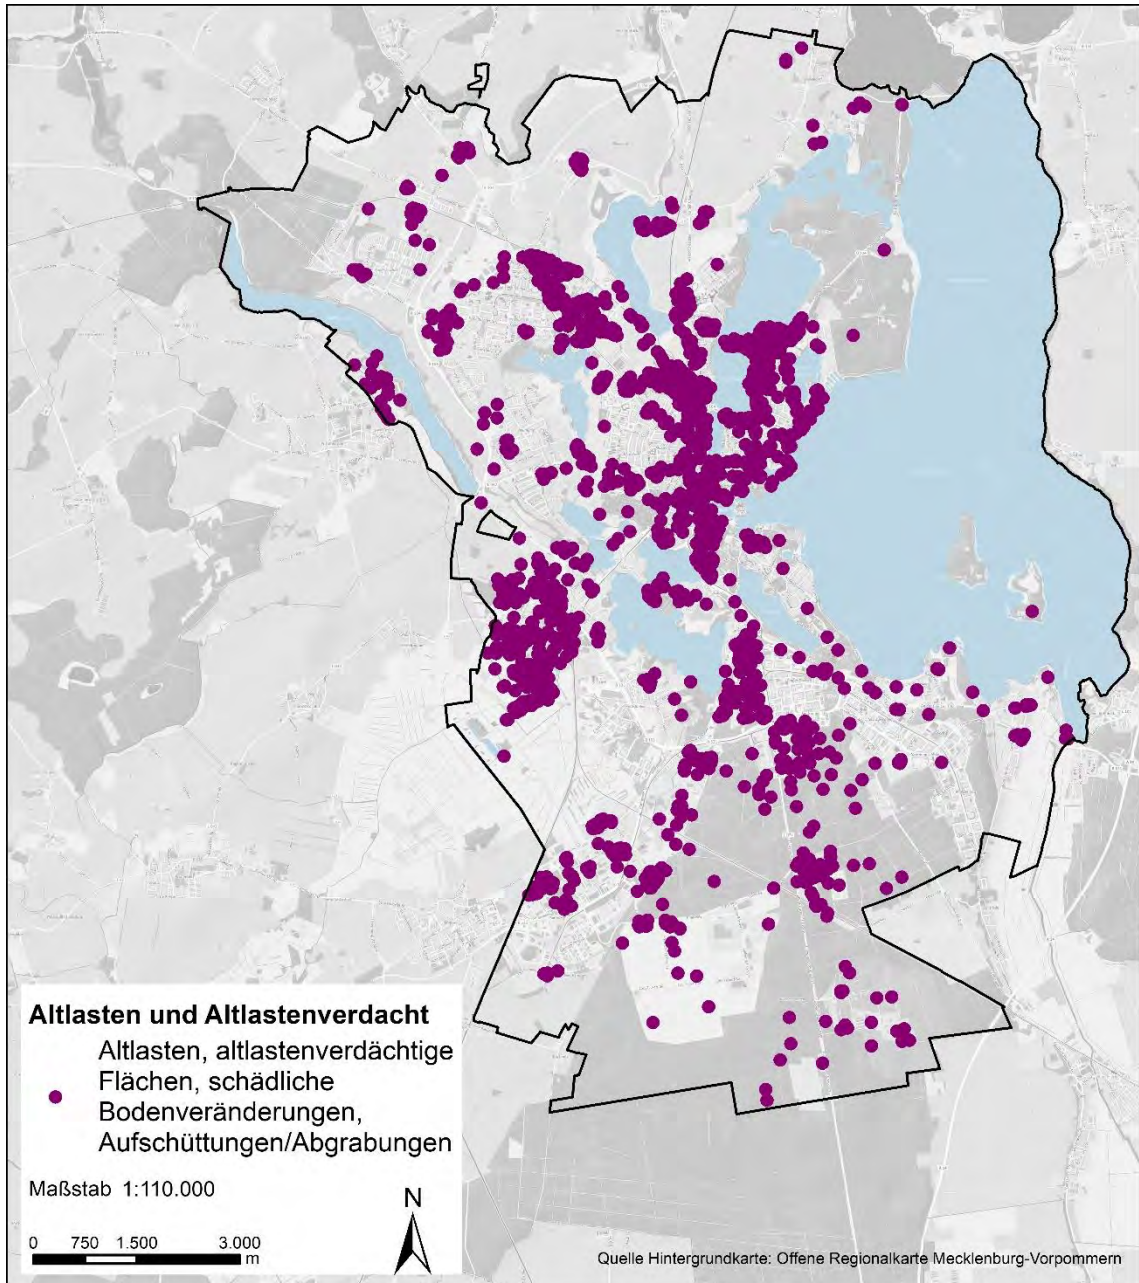 Altlasten und Altlastenverdacht
Altlasten, altlastenverdächtige
Flächen, schädliche
Bodenveränderungen,
Aufschüttungen/Abgrabungen
Maßstab 1:110.000
N
0 750 1.500 3.000
m
Quelle Hintergrundkarte: Offene Regionalkarte Mecklenburg-Vorpommern